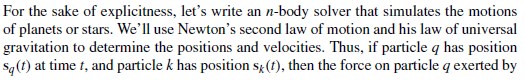 For the sake of explicitness, let's write an n-body solver that simulates the motions
of planets or stars. We'll use Newton's second law of motion and his law of universal
gravitation to determine the positions and velocities. Thus, if particle q has position
s_q(t) at time t, and particle k has position s_k(t), then the force on particle q exerted by